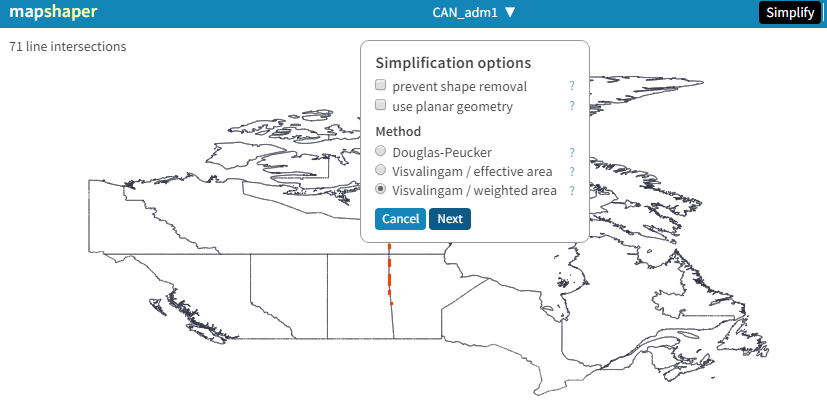 mapshaper
CAN_adm1 ▼
Simplify
71 line intersections
Simplification options
prevent shape removal ?
use planar geometry ?
Method
Douglas-Peucker ?
Visvalingam / effective area ?
Visvalingam / weighted area ?
Cancel Next